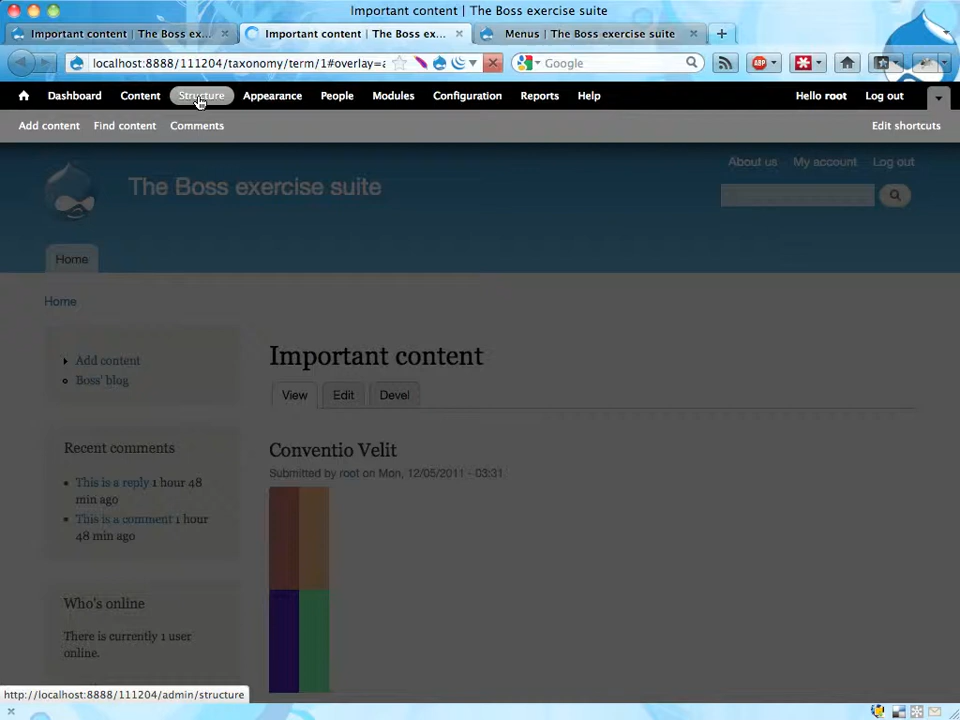 Important content | The Boss exercise suite
Important content | The Boss ex...
Important content | The Boss ex...
Menus | The Boss exercise suite
localhost:8888/111204/taxonomy/term/1#overlay=a
Google
ABP
Dashboard Content Structure Appearance People Modules Configuration Reports Help
Hello root Log out
Add content Find content Comments
Edit shortcuts
About us My account Log out
The Boss exercise suite
Home
Home
Add content
Boss' blog
Important content
View Edit Devel
Recent comments
This is a reply 1 hour 48
min ago
This is a comment 1 hour
48 min ago
Conventio Velit
Submitted by root on Mon, 12/05/2011 - 03:31
Who's online
There is currently 1 user
online.
http://localhost:8888/111204/admin/structure